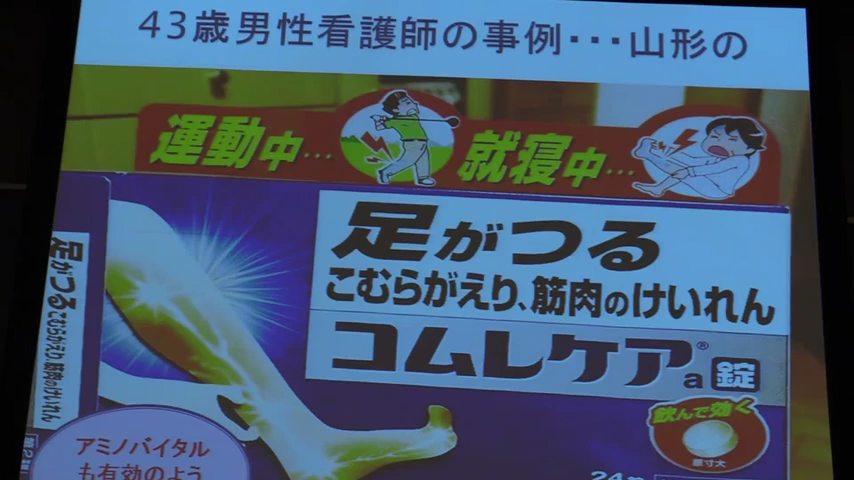 43歳男性看護師の事例・・・山形の
運動中…
就寝中…
足がつる
こむらがえり、筋肉のけいれん
コムレケアa®錠
飲んで効く
原寸大
足がつる
こむらがえり、筋肉のけいれん
アミノバイタル
も有効のよう